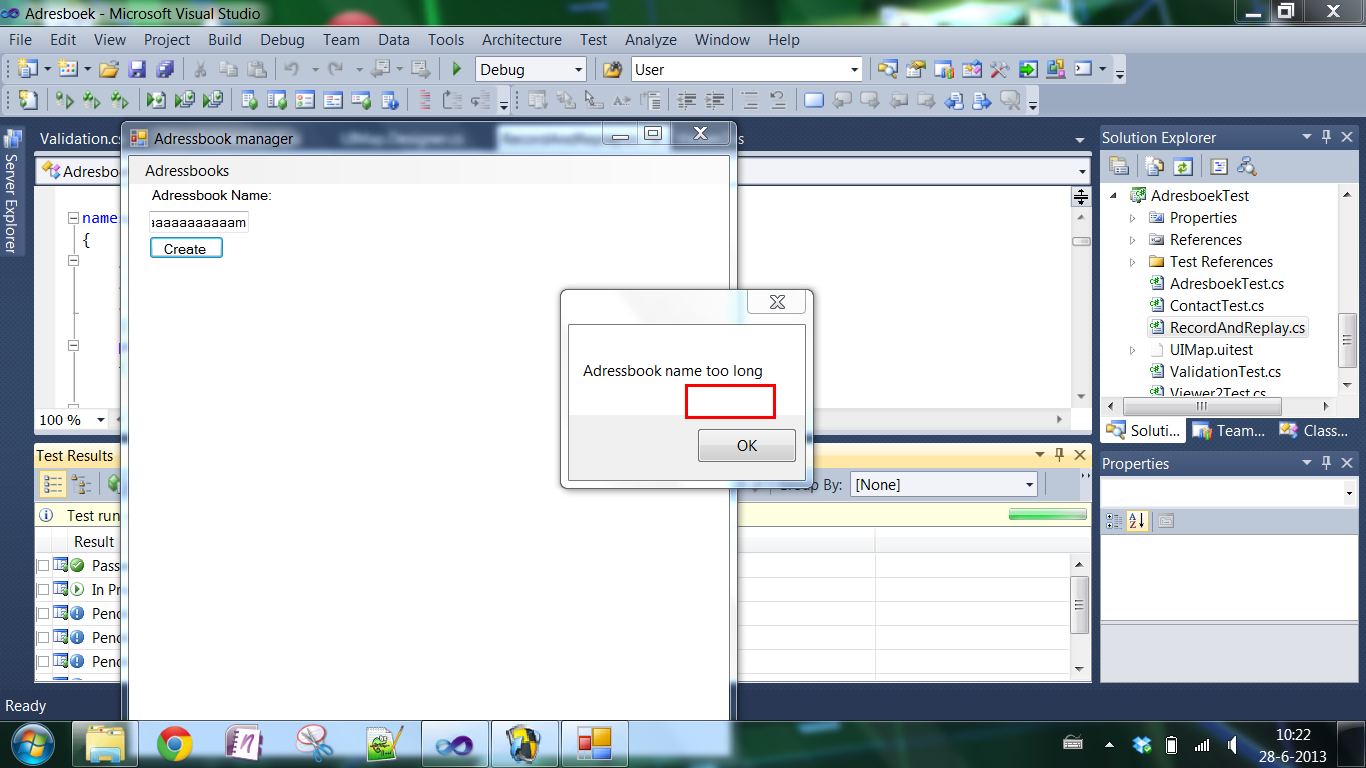 Adresboek - Microsoft Visual Studio
File Edit View Project Build Debug Team Data Tools Architecture Test Analyze Window Help
Debug User
Validation.cs
Adressbook manager
Adressbooks
Adressbook Name:
aaaaaaaaaaam
Create
Adresbo
name
{
Adressbook name too long
OK
100 %
Server Explorer
Solution Explorer
AdresboekTest
Properties
References
Test References
AdresboekTest.cs
ContactTest.cs
RecordAndReplay.cs
UIMap.uitest
ValidationTest.cs
Viewer2Test.cs
Soluti... Team... Class...
Properties
Test Results
Group By: [None]
Test run
Result
Pass
In Pr
Pend
Pend
Pend
Ready
10:22
28-6-2013